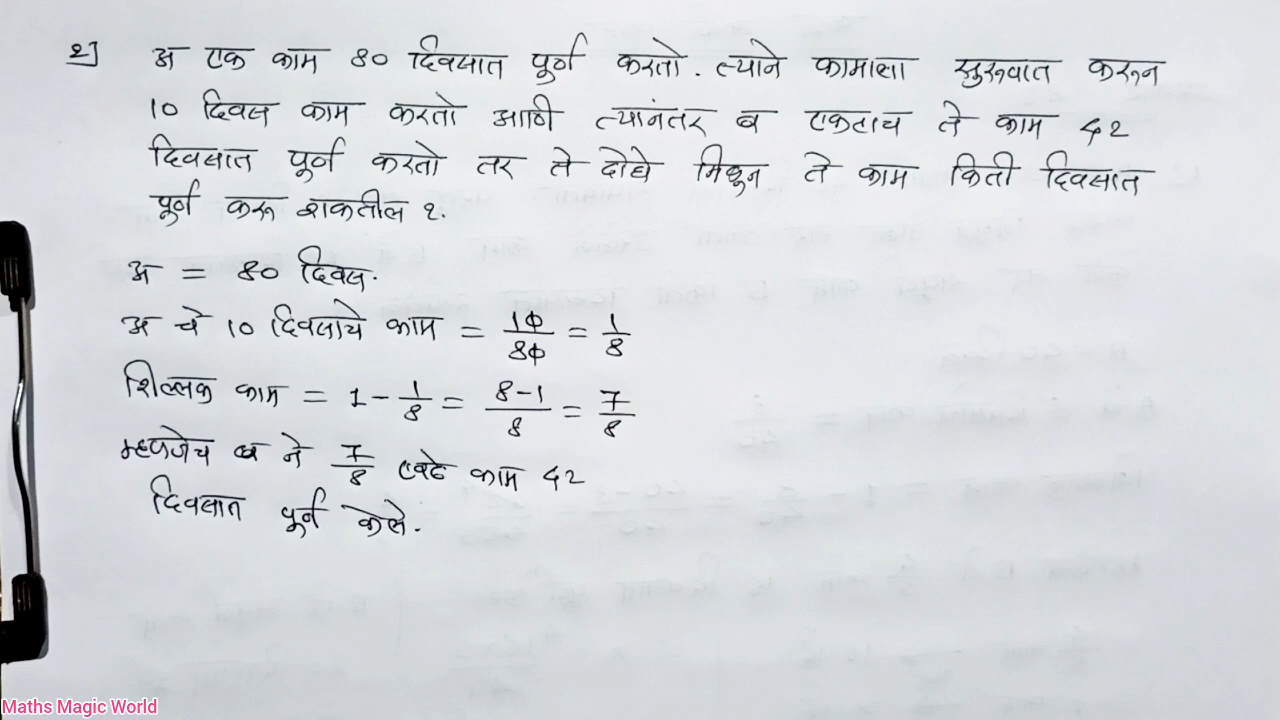 २] अ एक काम 80 दिवसात पूर्ण करतो. त्याने कामाला सुरूवात करून
10 दिवस काम करतो आणि त्यानंतर ब एकटाच ते काम 42
दिवसात पूर्ण करतो तर ते दोघे मिळून ते काम किती दिवसात
पूर्ण करू शकतील ?.
अ = 80 दिवस.
अ चे 10 दिवसाचे काम = 10/80 = 1/8
शिल्लक काम = 1 - 1/8 = 8-1/8 = 7/8
म्हणजेच ब ने 7/8 एवढे काम 42
दिवसात पूर्ण केले.
Maths Magic World